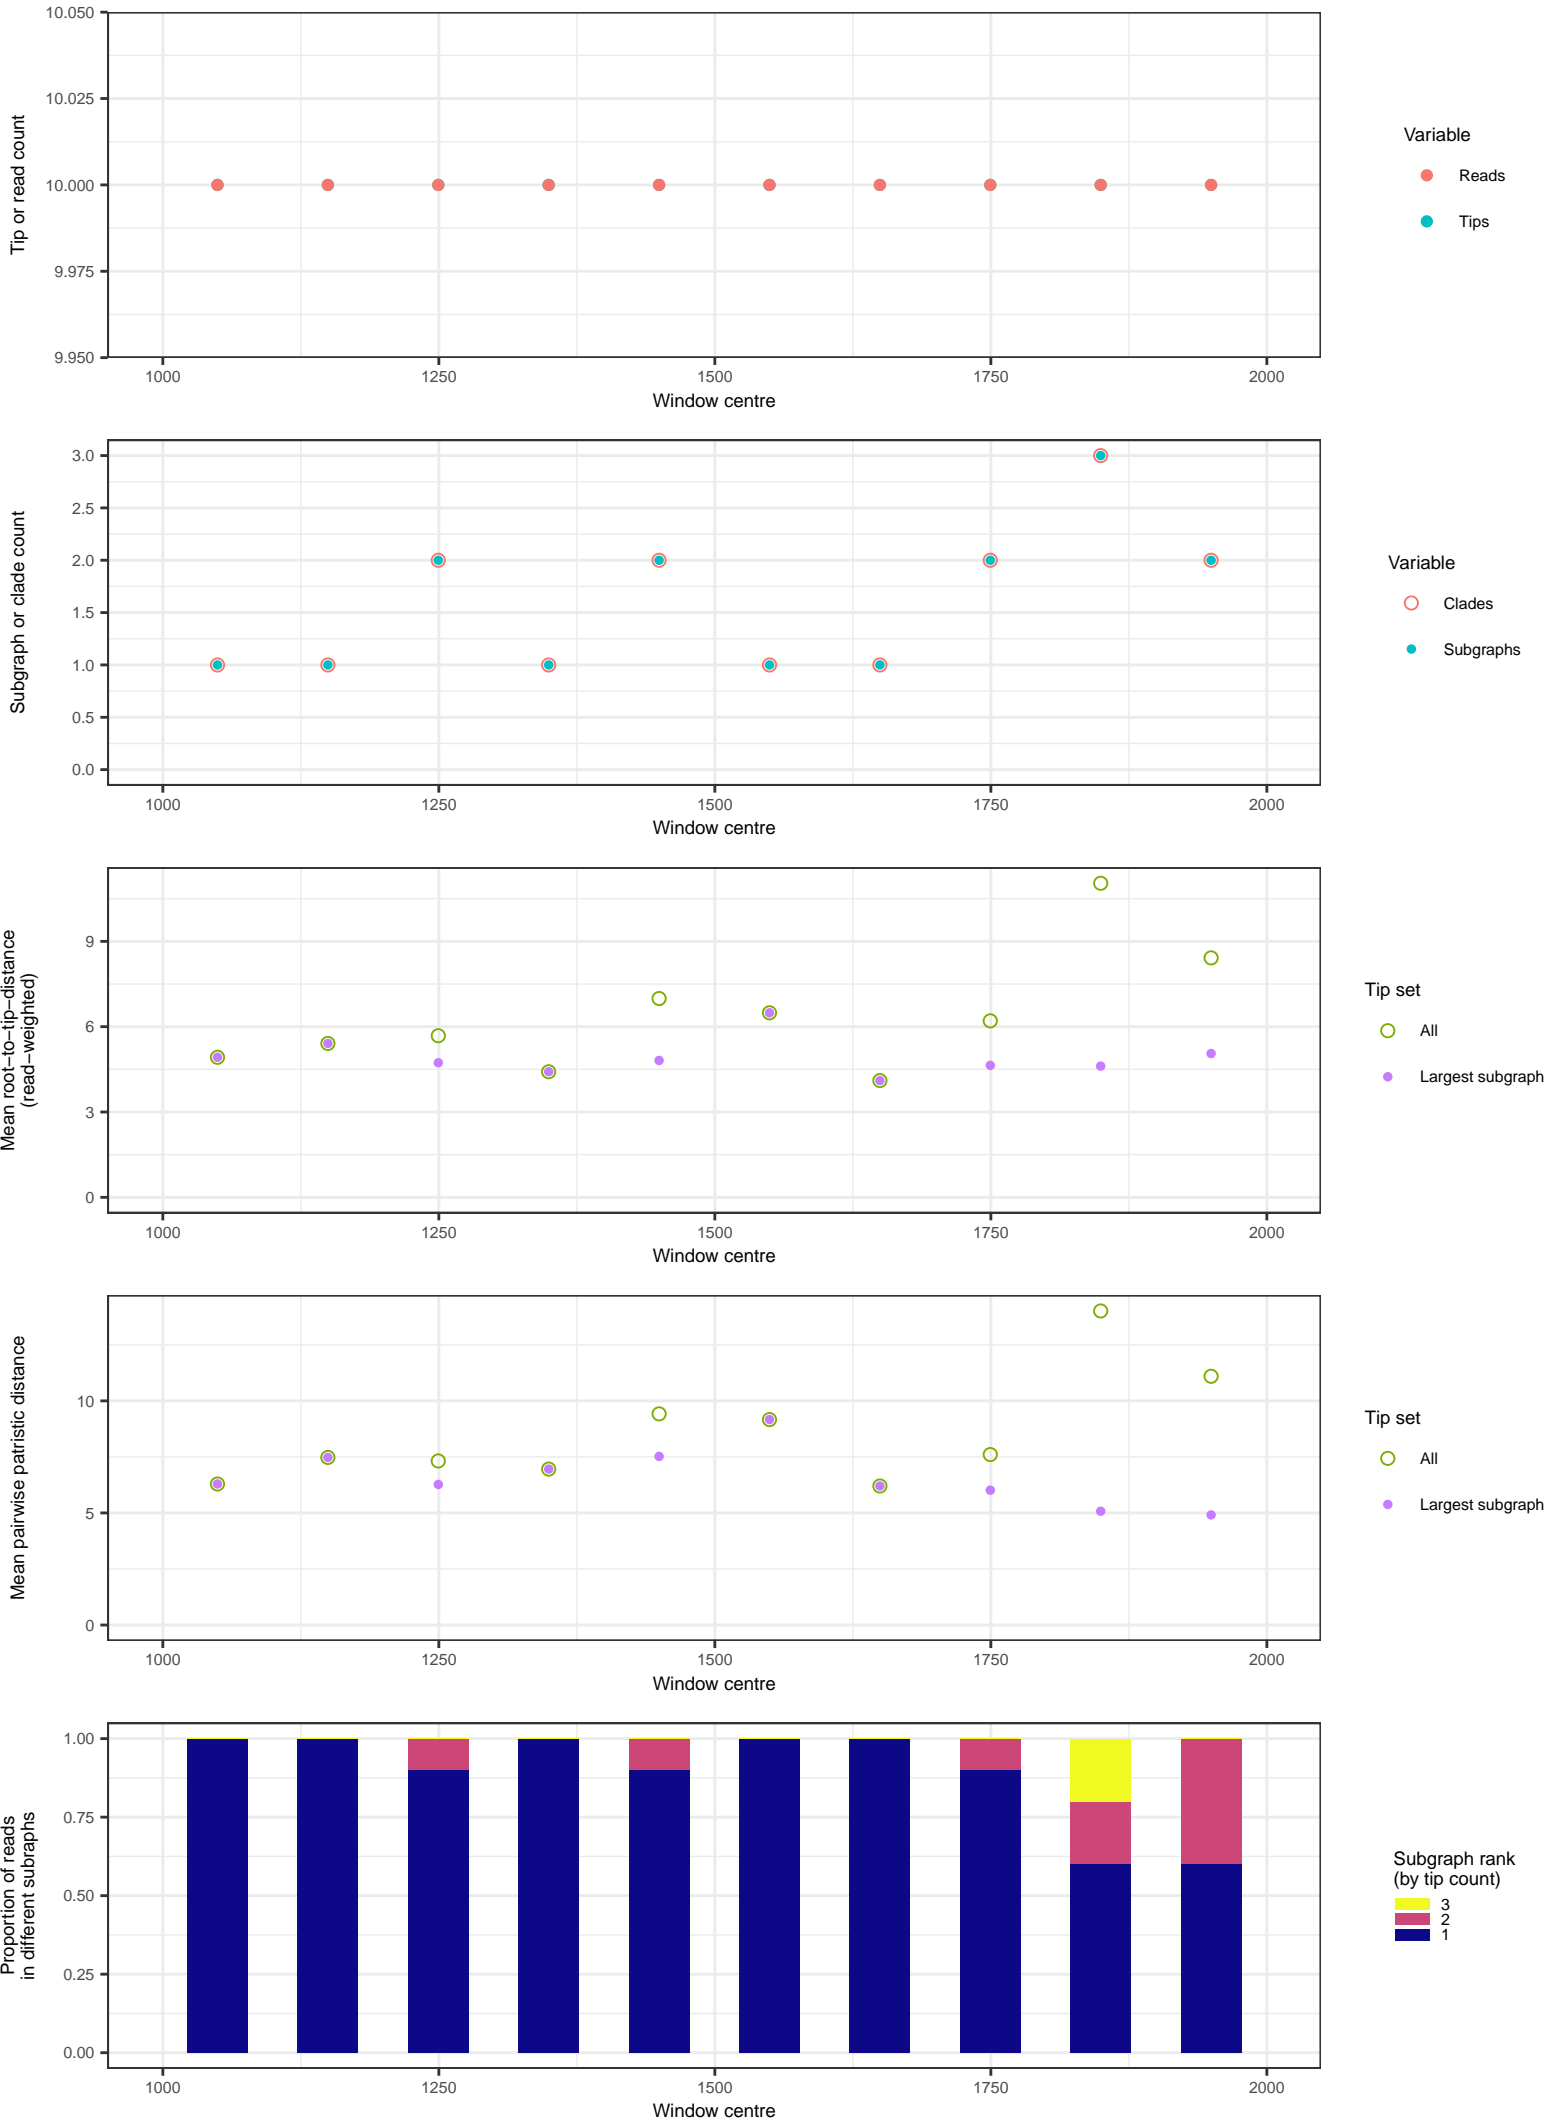 10.050
10.025
10.000
9.975
9.950
Tip or read count
1000 1250 1500 1750 2000
Window centre
Variable
Reads
Tips
3.0
2.5
2.0
1.5
1.0
0.5
0.0
Subgraph or clade count
1000 1250 1500 1750 2000
Window centre
Variable
Clades
Subgraphs
9
6
3
0
Mean root−to−tip−distance
(read−weighted)
1000 1250 1500 1750 2000
Window centre
Tip set
All
Largest subgraph
10
5
0
Mean pairwise patristic distance
1000 1250 1500 1750 2000
Window centre
Tip set
All
Largest subgraph
1.00
0.75
0.50
0.25
0.00
Proportion of reads
in different subraphs
1000 1250 1500 1750 2000
Window centre
Subgraph rank
(by tip count)
3
2
1